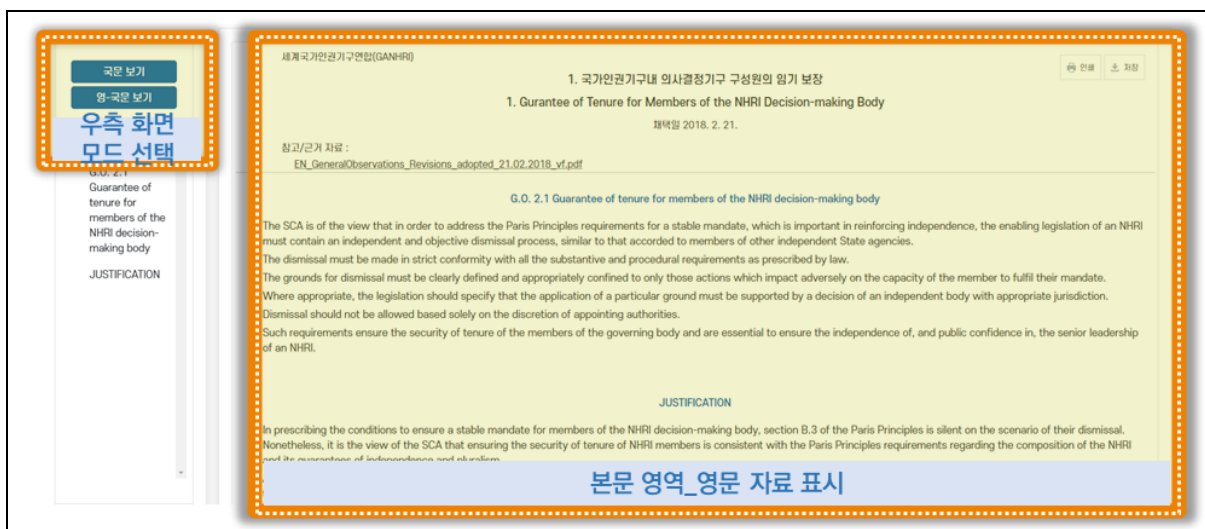 국문 보기
영-국문 보기
우측 화면
모드 선택
G.O. 2.1
Guarantee of
tenure for
members of the
NHRI decision-
making body
JUSTIFICATION
세계국가인권기구연합(GANHRI)
인쇄
저장
1. 국가인권기구내 의사결정기구 구성원의 임기 보장
1. Gurantee of Tenure for Members of the NHRI Decision-making Body
채택일 2018. 2. 21.
참고/근거 자료 :
EN_GeneralObservations_Revisions_adopted_21.02.2018_vf.pdf
G.O. 2.1 Guarantee of tenure for members of the NHRI decision-making body
The SCA is of the view that in order to address the Paris Principles requirements for a stable mandate, which is important in reinforcing independence, the enabling legislation of an NHRI
must contain an independent and objective dismissal process, similar to that accorded to members of other independent State agencies.
The dismissal must be made in strict conformity with all the substantive and procedural requirements as prescribed by law.
The grounds for dismissal must be clearly defined and appropriately confined to only those actions which impact adversely on the capacity of the member to fulfil their mandate.
Where appropriate, the legislation should specify that the application of a particular ground must be supported by a decision of an independent body with appropriate jurisdiction.
Dismissal should not be allowed based solely on the discretion of appointing authorities.
Such requirements ensure the security of tenure of the members of the governing body and are essential to ensure the independence of, and public confidence in, the senior leadership
of an NHRI.
JUSTIFICATION
In prescribing the conditions to ensure a stable mandate for members of the NHRI decision-making body, section B.3 of the Paris Principles is silent on the scenario of their dismissal.
Nonetheless, it is the view of the SCA that ensuring the security of tenure of NHRI members is consistent with the Paris Principles requirements regarding the composition of the NHRI
and its guarantees of independence and pluralism.
본문 영역_영문 자료 표시